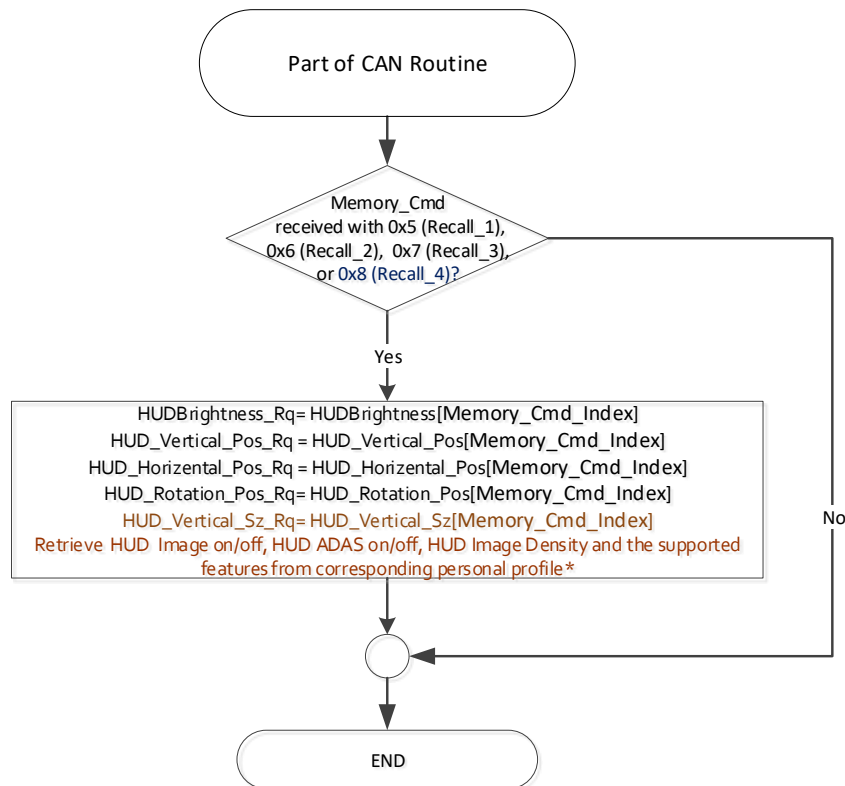 Part of CAN Routine
Memory_Cmd
received with 0x5 (Recall_1),
0x6 (Recall_2), 0x7 (Recall_3),
or 0x8 (Recall_4)?
Yes
HUDBrightness_Rq= HUDBrightness[Memory_Cmd_Index]
HUD_Vertical_Pos_Rq = HUD_Vertical_Pos[Memory_Cmd_Index]
HUD_Horizental_Pos_Rq = HUD_Horizental_Pos[Memory_Cmd_Index]
HUD_Rotation_Pos_Rq= HUD_Rotation_Pos[Memory_Cmd_Index]
HUD_Vertical_Sz_Rq= HUD_Vertical_Sz[Memory_Cmd_Index]
Retrieve HUD Image on/off, HUD ADAS on/off, HUD Image Density and the supported
features from corresponding personal profile*
No
END